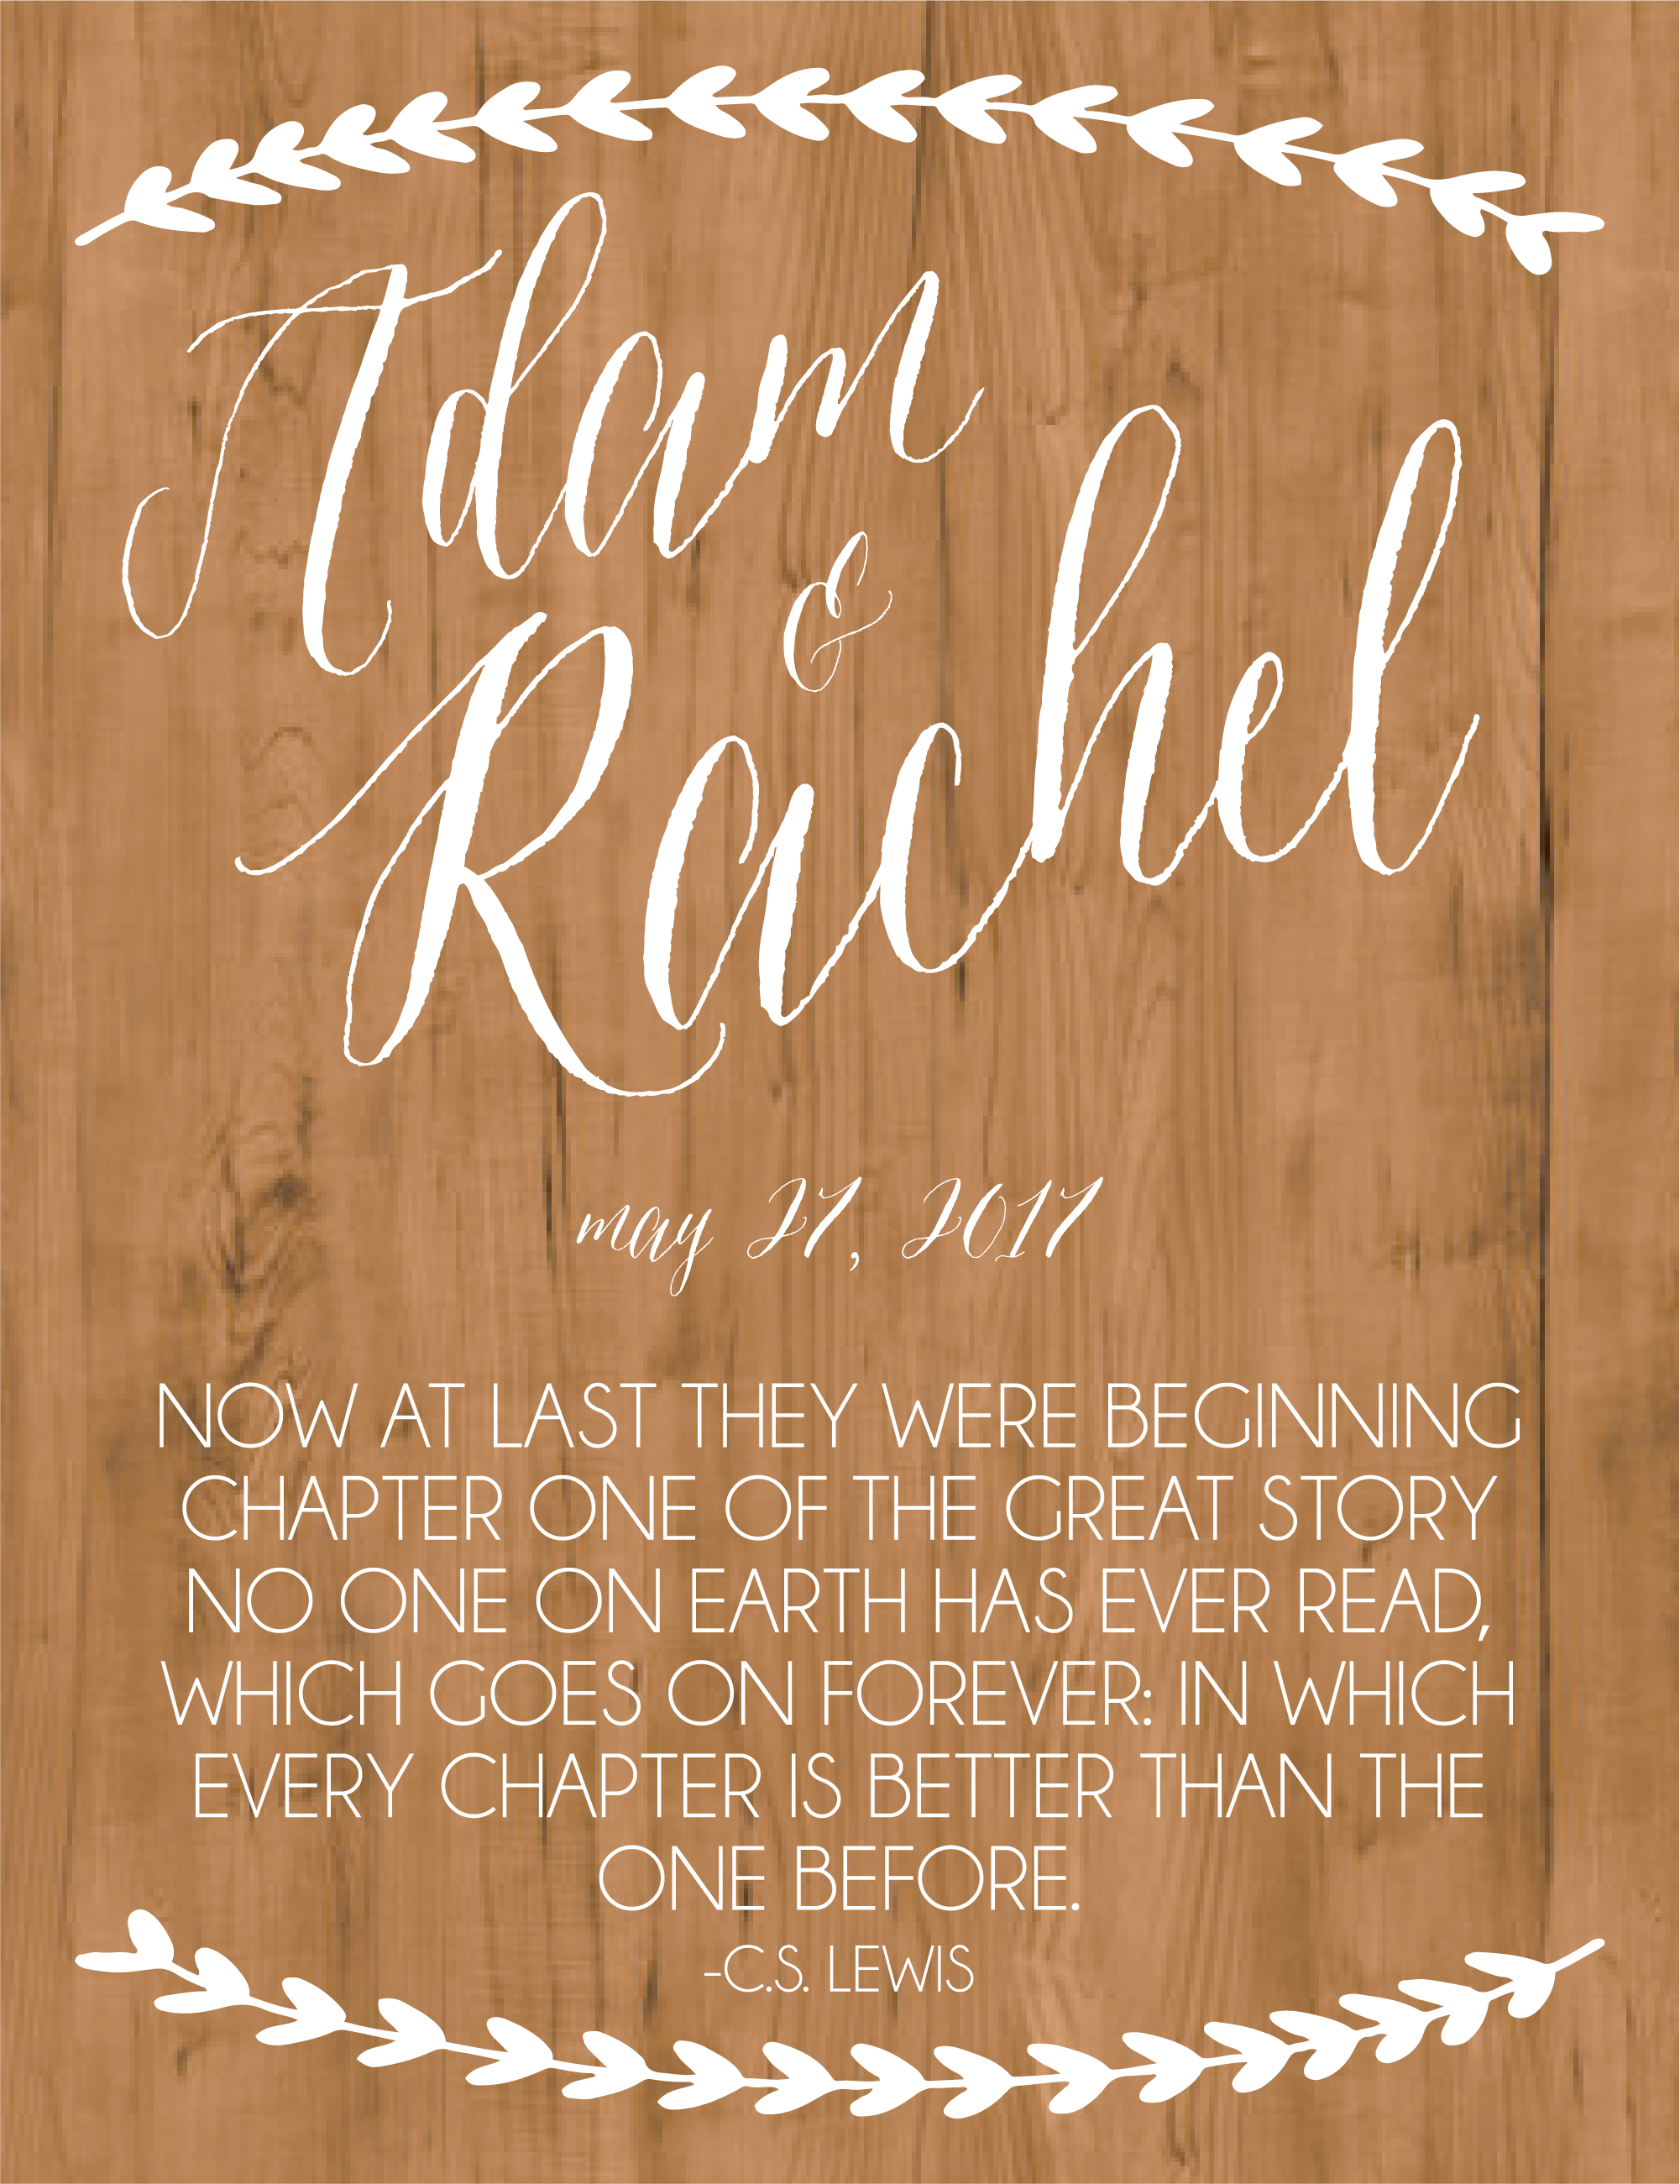 Adam
&
Rachel
may 27, 2017
NOW AT LAST THEY WERE BEGINNING
CHAPTER ONE OF THE GREAT STORY
NO ONE ON EARTH HAS EVER READ,
WHICH GOES ON FOREVER: IN WHICH
EVERY CHAPTER IS BETTER THAN THE
ONE BEFORE.
-C.S. LEWIS